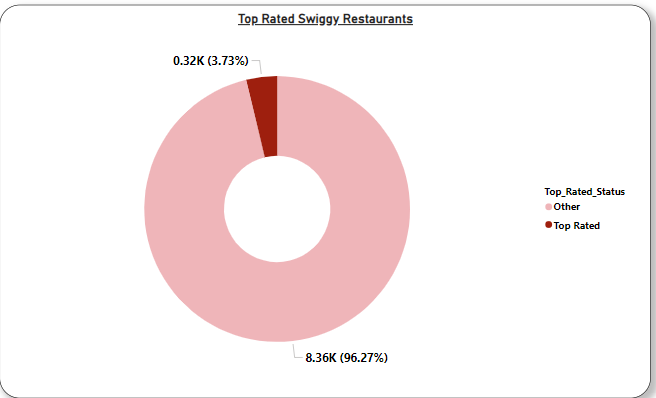 Top Rated Swiggy Restaurants
0.32K (3.73%)
Top_Rated_Status
Other
Top Rated
8.36K (96.27%)